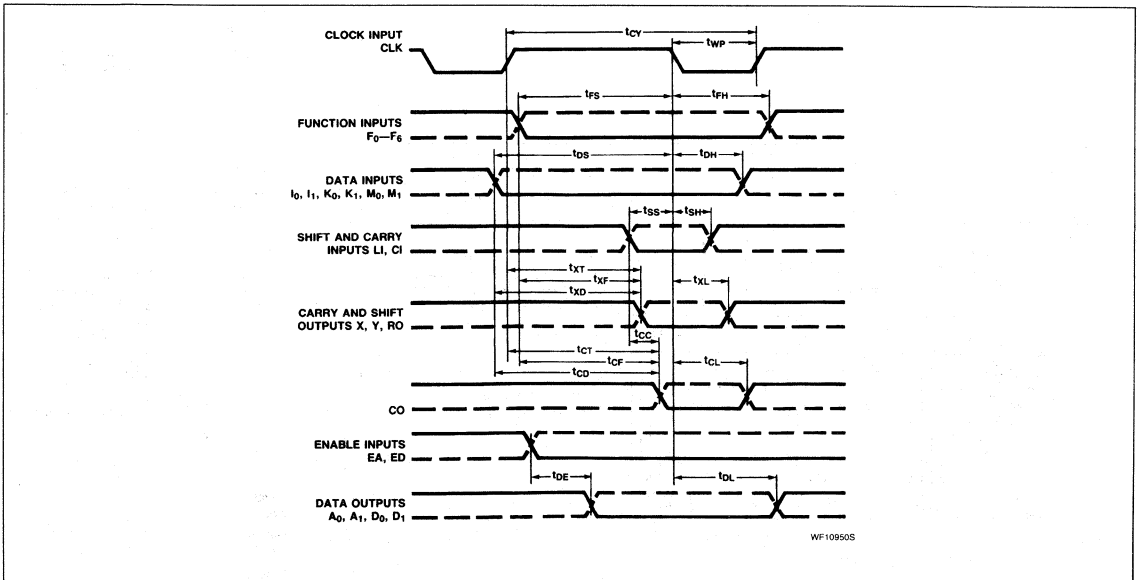 CLOCK INPUT
CLK
tCY
tWP
tFS
tFH
FUNCTION INPUTS
F0—F6
tDS
tDH
DATA INPUTS
I0, I1, K0, K1, M0, M1
tSS
tSH
SHIFT AND CARRY
INPUTS LI, CI
tXT
tXF
tXL
tXD
CARRY AND SHIFT
OUTPUTS X, Y, RO
tCC
tCT
tCF
tCL
tCD
CO
ENABLE INPUTS
EA, ED
tDE
tDL
DATA OUTPUTS
A0, A1, D0, D1
WF10950S